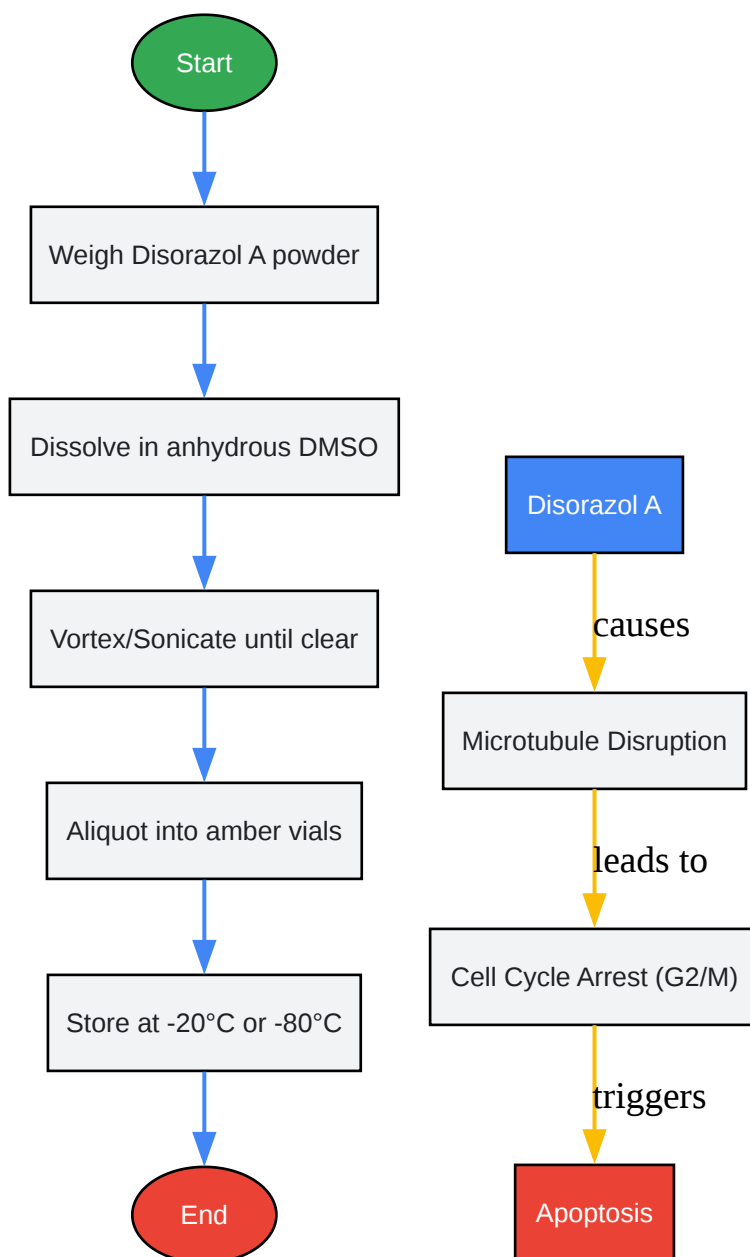 Start
Weigh Disorazol A powder
Dissolve in anhydrous DMSO
Vortex/Sonicate until clear
Aliquot into amber vials
Store at -20°C or -80°C
End
Disorazol A
causes
Microtubule Disruption
leads to
Cell Cycle Arrest (G2/M)
triggers
Apoptosis